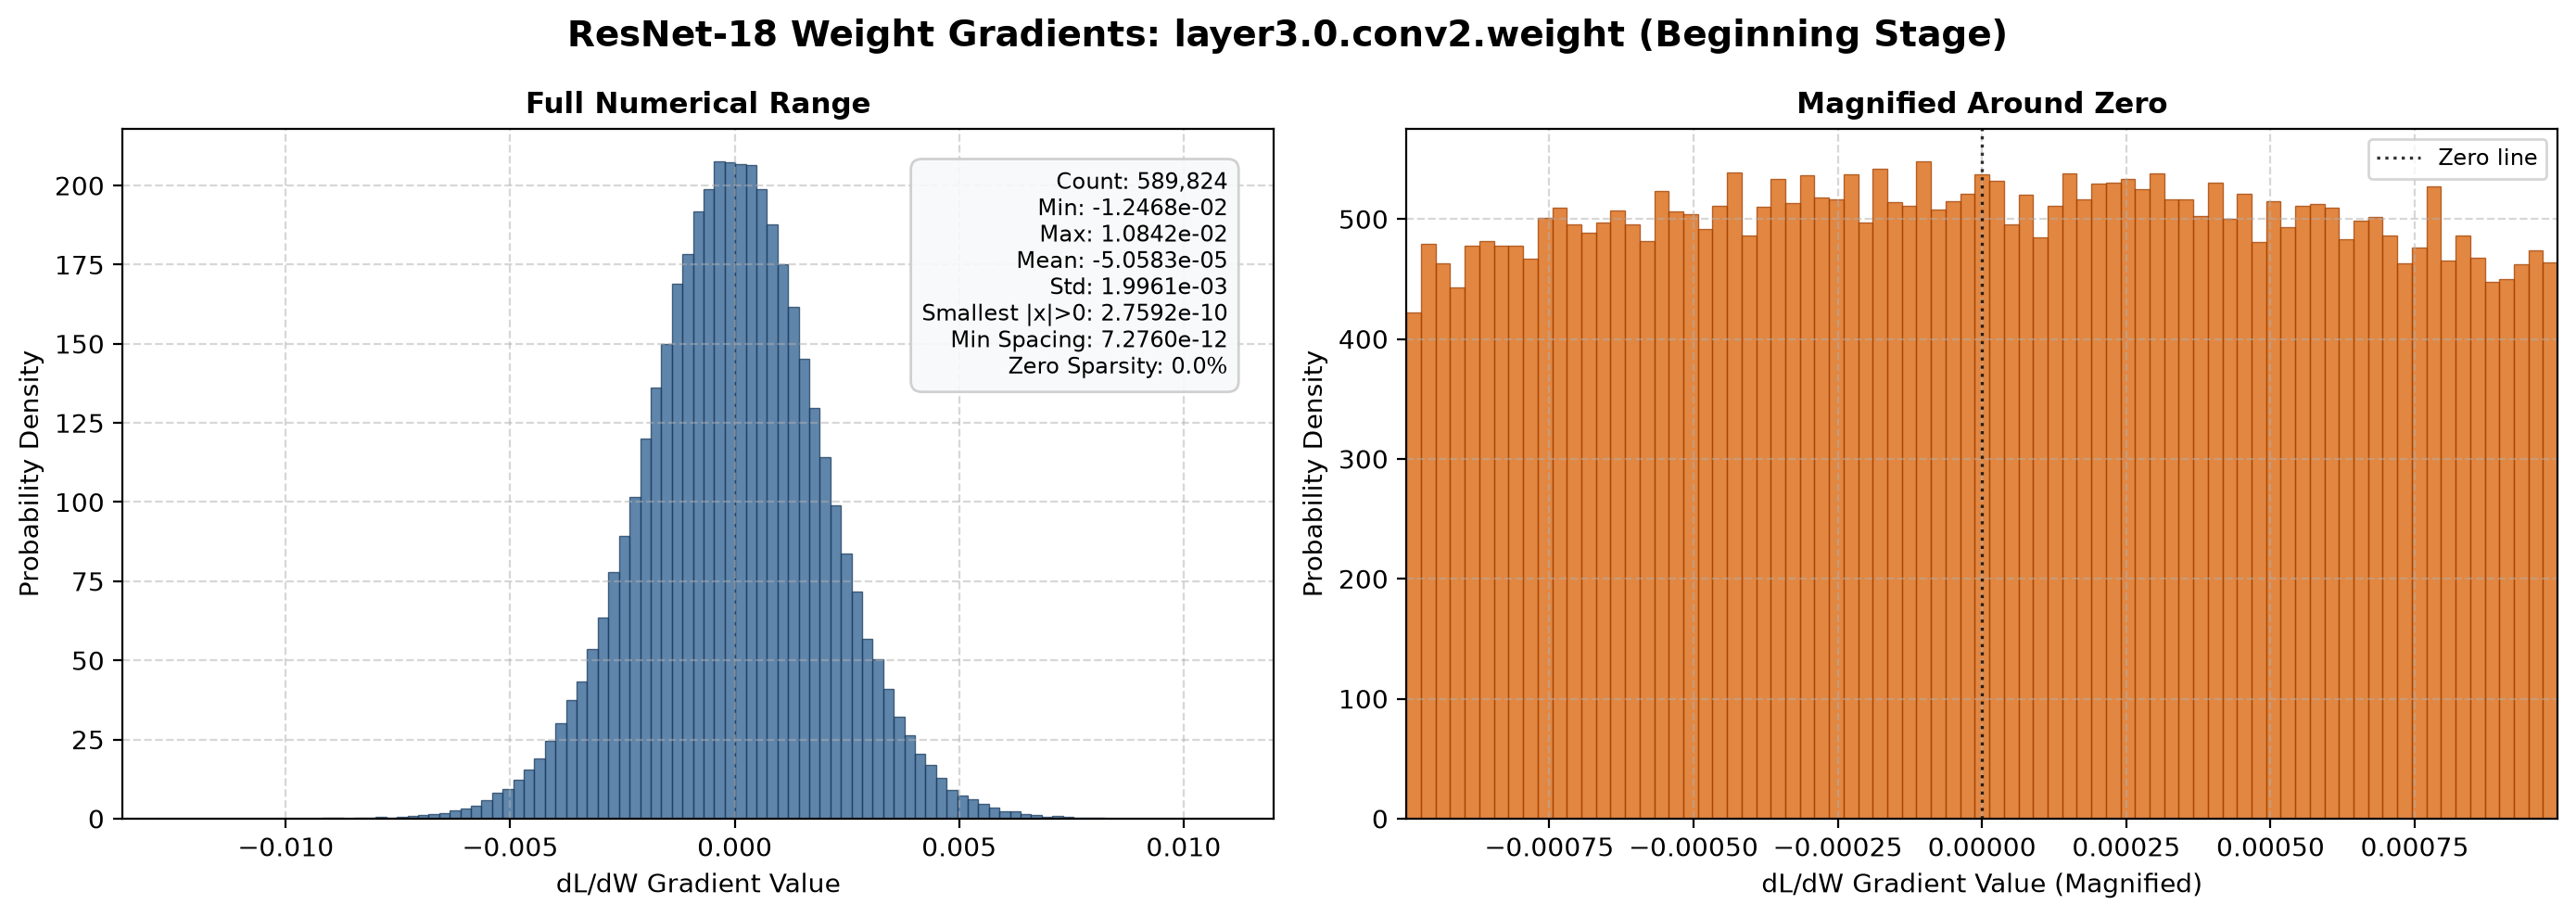 ResNet-18 Weight Gradients: layer3.0.conv2.weight (Beginning Stage)
Full Numerical Range
Probability Density
200
175
150
125
100
75
50
25
0
Count: 589,824
Min: -1.2468e-02
Max: 1.0842e-02
Mean: -5.0583e-05
Std: 1.9961e-03
Smallest |x|>0: 2.7592e-10
Min Spacing: 7.2760e-12
Zero Sparsity: 0.0%
−0.010 −0.005 0.000 0.005 0.010
dL/dW Gradient Value
Magnified Around Zero
Probability Density
500
400
300
200
100
0
Zero line
−0.00075 −0.00050 −0.00025 0.00000 0.00025 0.00050 0.00075
dL/dW Gradient Value (Magnified)